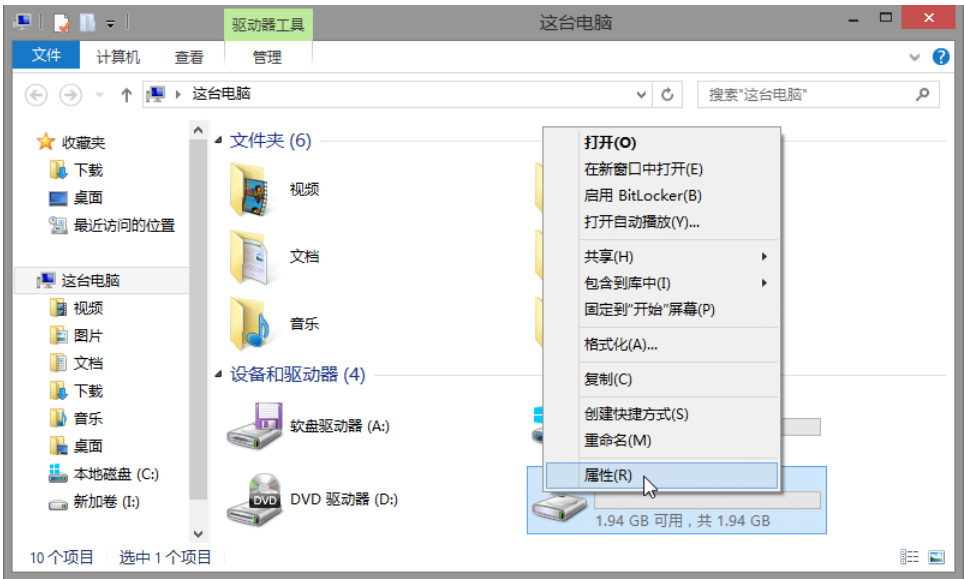 驱动器工具
这台电脑
文件
计算机
查看
管理
这台电脑
搜索"这台电脑"
收藏夹
下载
桌面
最近访问的位置
这台电脑
视频
图片
文档
下载
音乐
桌面
本地磁盘 (C:)
新加卷 (I:)
文件夹 (6)
视频
文档
音乐
设备和驱动器 (4)
软盘驱动器 (A:)
DVD
DVD 驱动器 (D:)
打开(O)
在新窗口中打开(E)
启用 BitLocker(B)
打开自动播放(Y)...
共享(H)
包含到库中(I)
固定到"开始"屏幕(P)
格式化(A)...
复制(C)
创建快捷方式(S)
重命名(M)
属性(R)
1.94 GB 可用，共 1.94 GB
10 个项目
选中 1 个项目